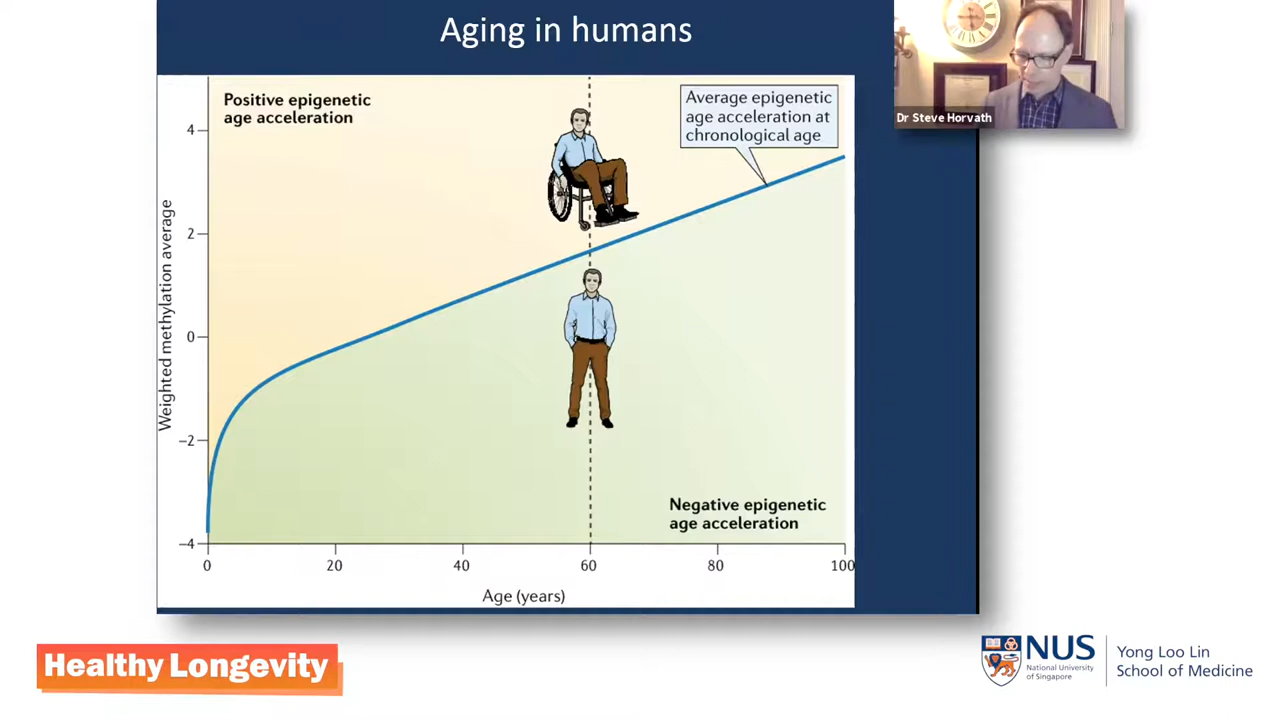 Aging in humans
Dr Steve Horvath
Positive epigenetic
age acceleration
Average epigenetic
age acceleration at
chronological age
Weighted methylation average
4
2
0
–2
–4
Negative epigenetic
age acceleration
0 20 40 60 80 100
Age (years)
Healthy Longevity
NUS
National University
of Singapore
Yong Loo Lin
School of Medicine